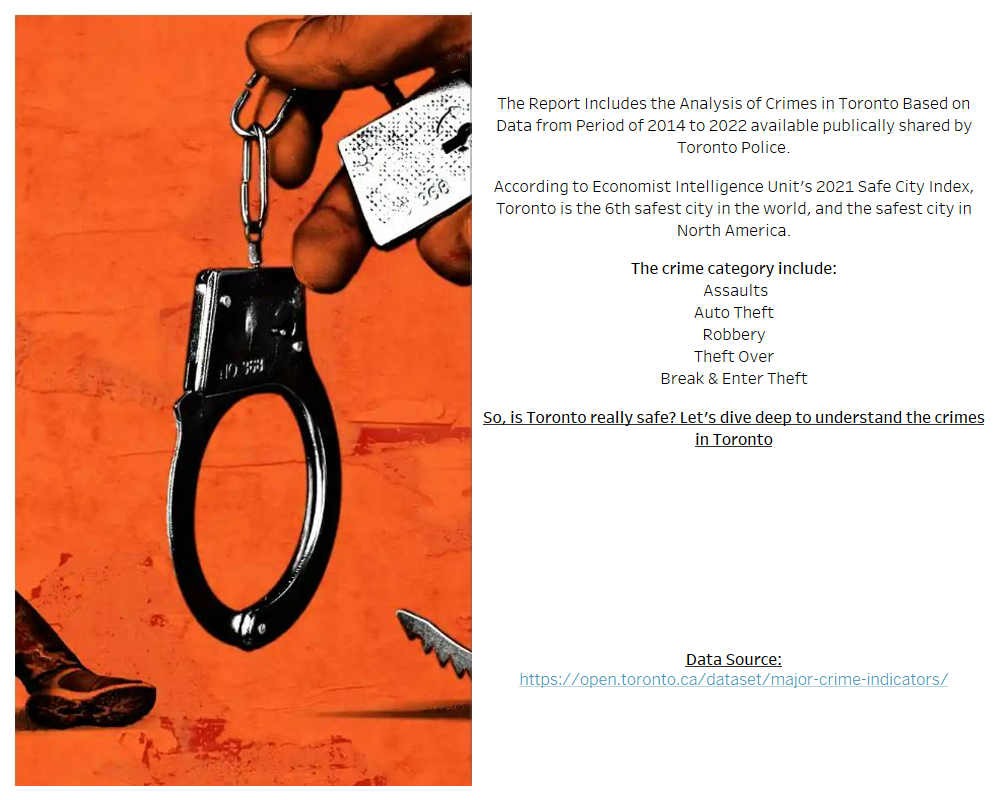 The Report Includes the Analysis of Crimes in Toronto Based on
Data from Period of 2014 to 2022 available publically shared by
Toronto Police.
According to Economist Intelligence Unit's 2021 Safe City Index,
Toronto is the 6th safest city in the world, and the safest city in
North America.
The crime category include:
Assaults
Auto Theft
Robbery
Theft Over
Break & Enter Theft
So, is Toronto really safe? Let's dive deep to understand the crimes
in Toronto
Data Source:
https://open.toronto.ca/dataset/major-crime-indicators/
NO 368
368